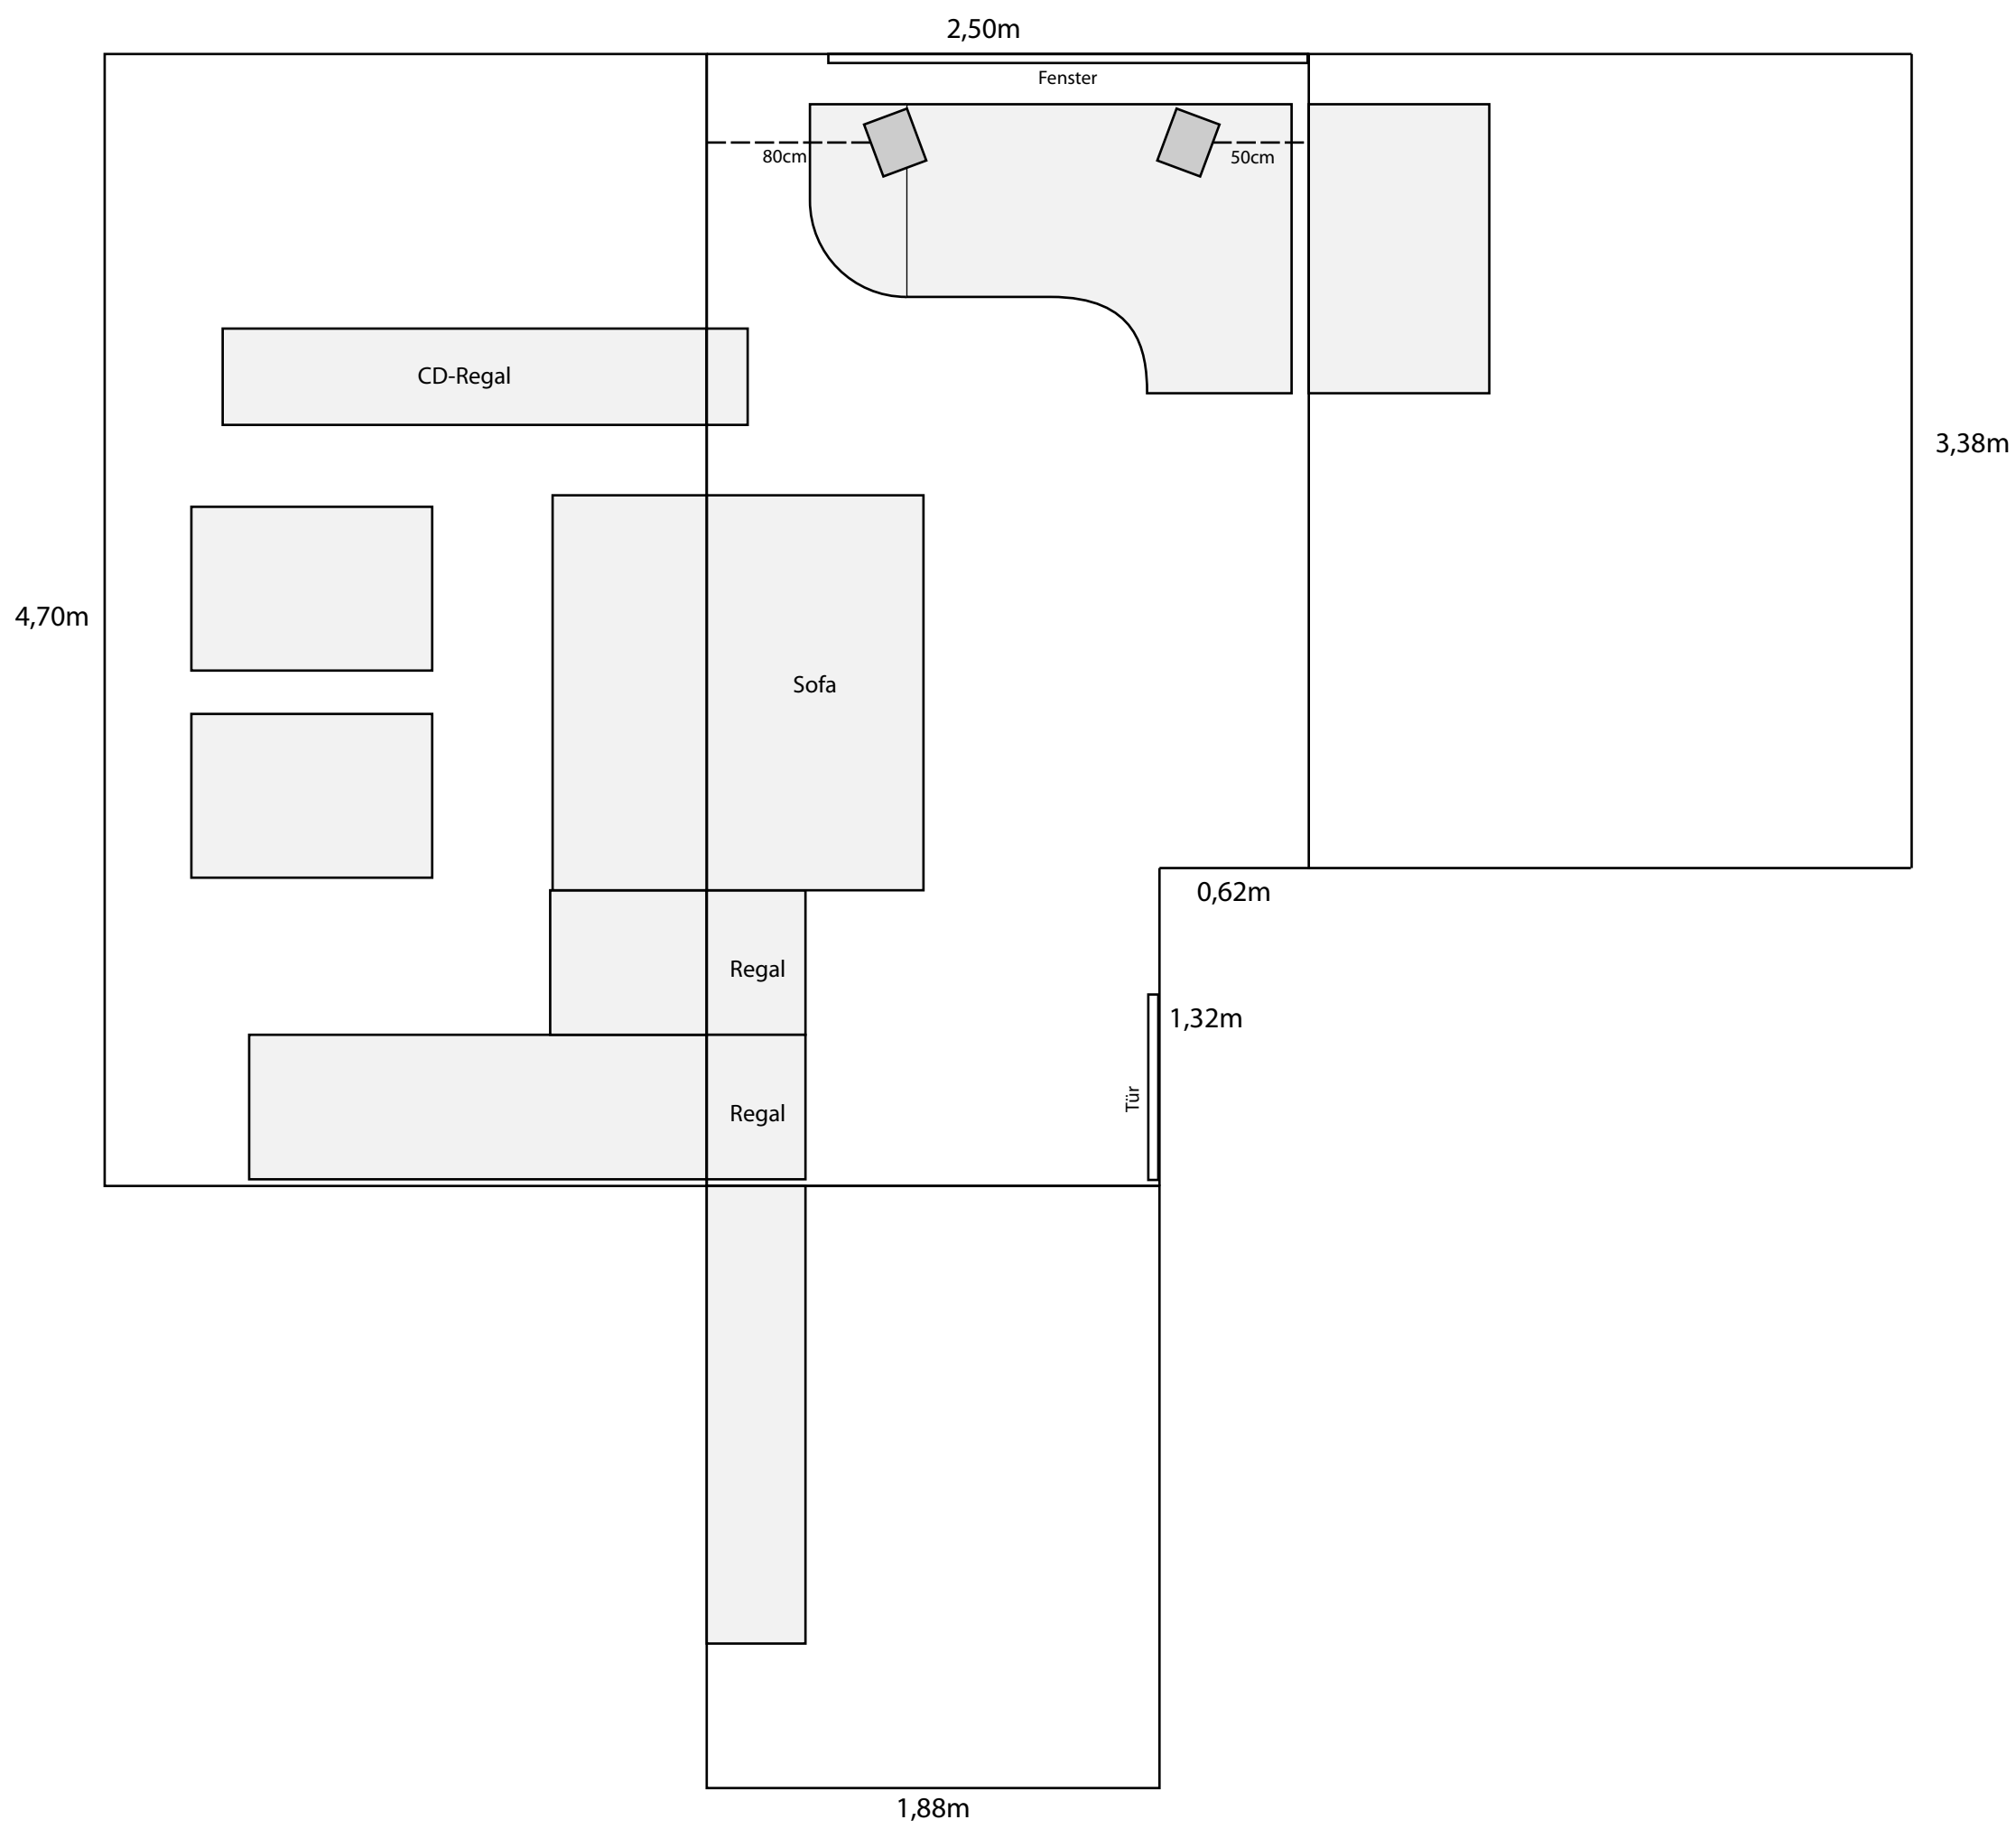 2,50m
Fenster
80cm
50cm
CD-Regal
3,38m
4,70m
Sofa
0,62m
Regal
1,32m
Tür
Regal
1,88m